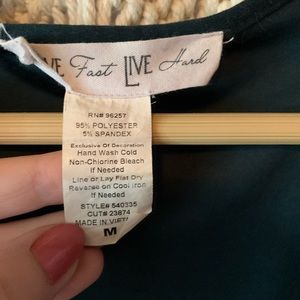 VE Fast LIVE Hard
RN# 96257
95% POLYESTER
5% SPANDEX
Exclusive Of Decoration
Hand Wash Cold
Non-Chlorine Bleach
If Needed
Line or Lay Flat Dry
Reverse on Cool Iron
If Needed
STYLE# 540335
CUT# 23874
MADE IN VIET
M